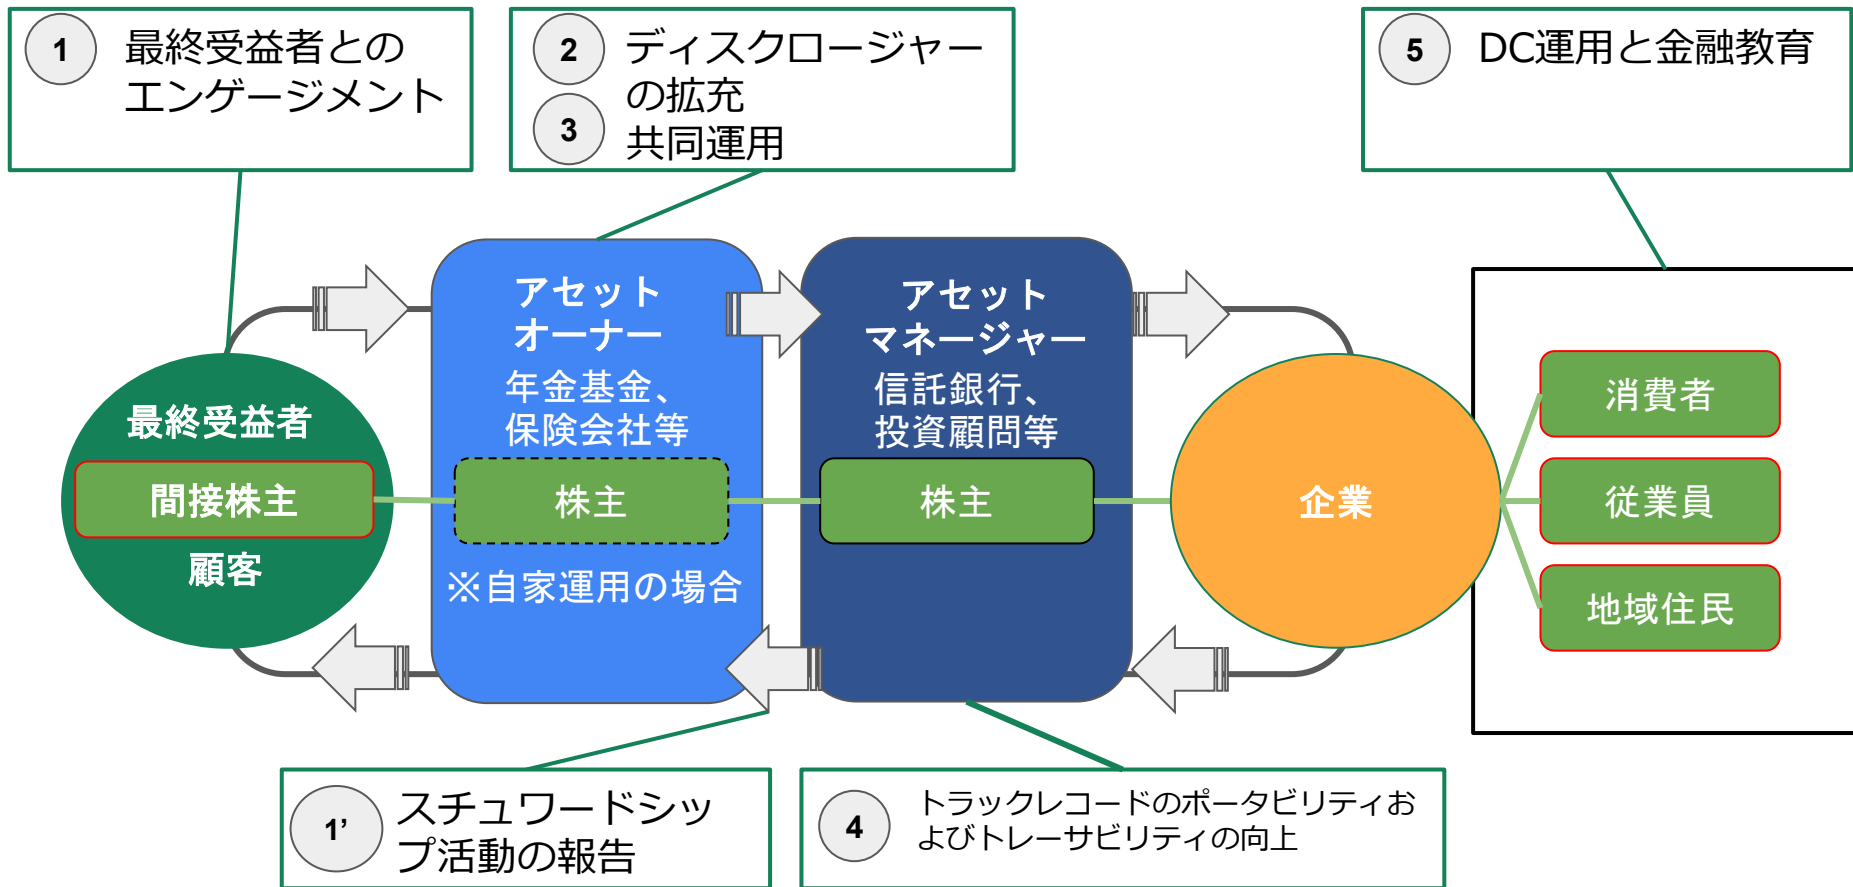 1
最終受益者との
エンゲージメント
2
3
ディスクロージャー
の拡充
共同運用
5
DC運用と金融教育
最終受益者
間接株主
顧客
アセット
オーナー
年金基金、
保険会社等
株主
※自家運用の場合
アセット
マネージャー
信託銀行、
投資顧問等
株主
企業
消費者
従業員
地域住民
1’
スチュワードシッ
プ活動の報告
4
トラックレコードのポータビリティお
よびトレーサビリティの向上